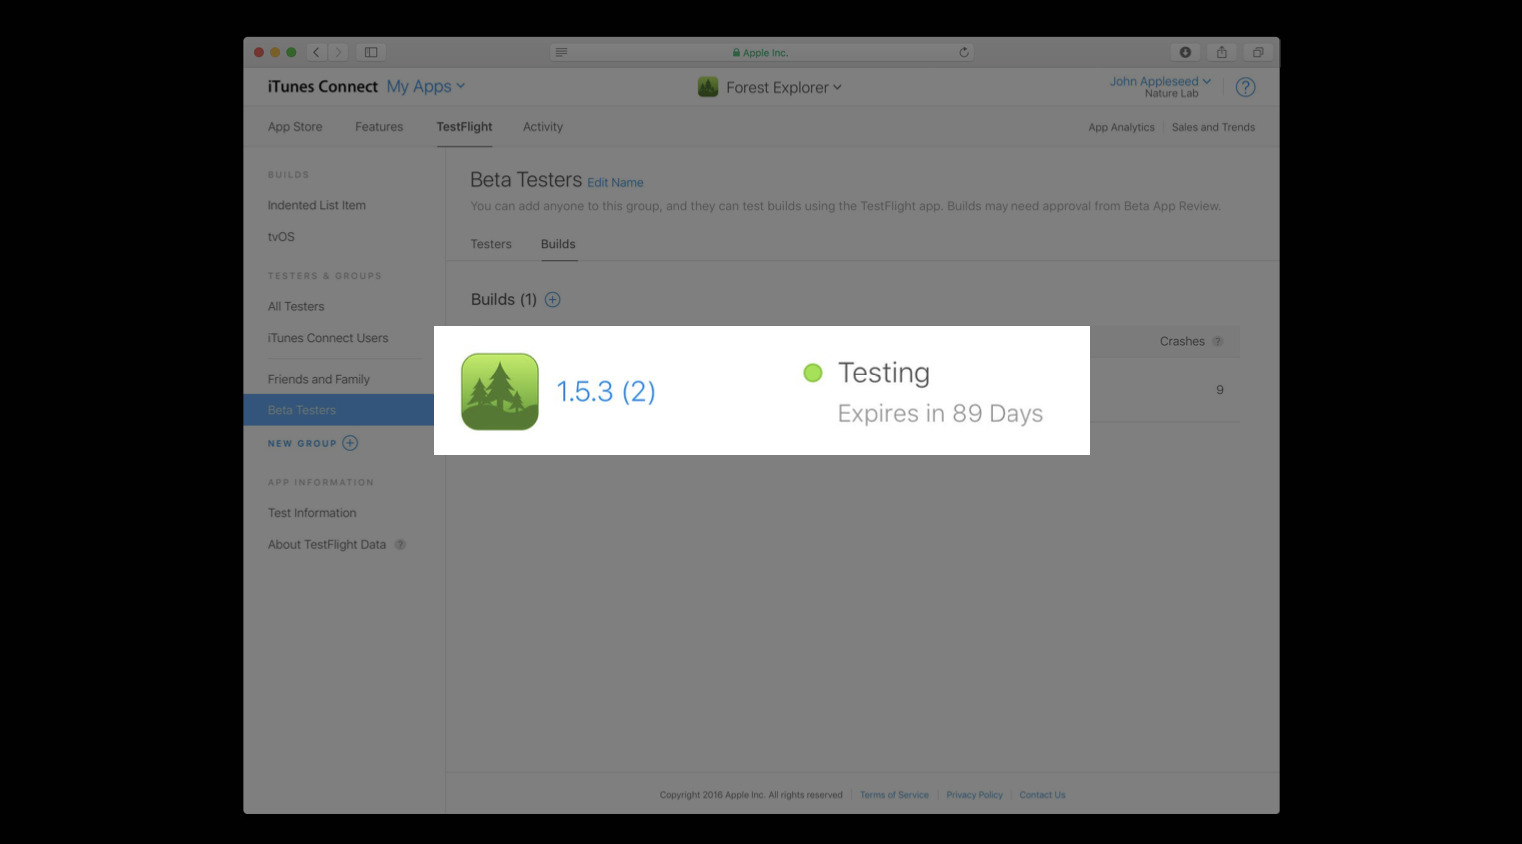 Apple Inc.
iTunes Connect My Apps
Forest Explorer
John Appleseed
Nature Lab
?
App Store Features TestFlight Activity
App Analytics Sales and Trends
BUILDS
Indented List Item
tvOS
TESTERS & GROUPS
All Testers
iTunes Connect Users
Friends and Family
Beta Testers
NEW GROUP
APP INFORMATION
Test Information
About TestFlight Data ?
Beta Testers Edit Name
You can add anyone to this group, and they can test builds using the TestFlight app. Builds may need approval from Beta App Review.
Testers Builds
Builds (1)
Crashes ?
1.5.3 (2)
Testing
Expires in 89 Days
9
Copyright 2016 Apple Inc. All rights reserved Terms of Service Privacy Policy Contact Us